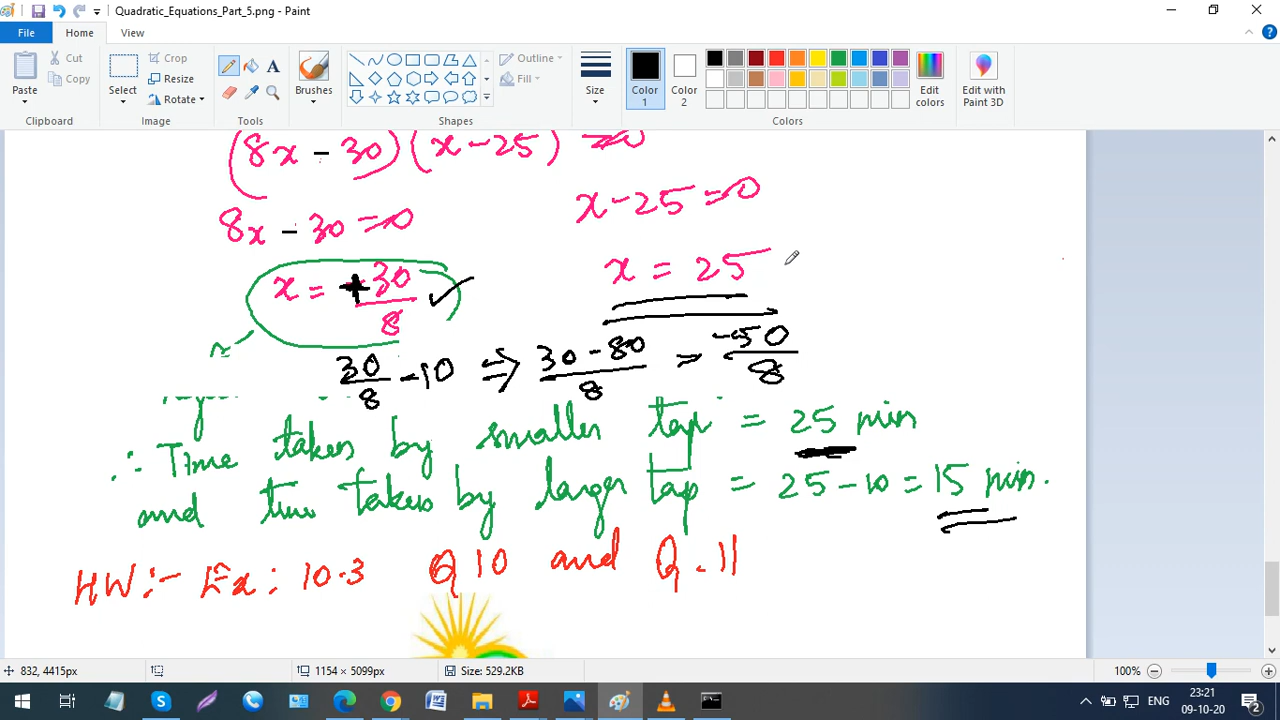 Quadratic_Equations_Part_5.png - Paint
File Home View
Paste Cut Copy Clipboard
Select Crop Resize Rotate Image
Tools
Brushes
Outline Fill Shapes
Size
Color 1 Color 2
Edit colors
Edit with Paint 3D
Colors
(8x - 30) (x - 25) = 0
8x - 30 = 0 x - 25 = 0
x = +30/8 ✓ x = 25
30/8 - 10 ⇒ 30 - 80/8 = -50/8
∴ Time taken by smaller tap = 25 min
and time taken by larger tap = 25 - 10 = 15 min.
HW :- Ex : 10.3 Q 10 and Q. 11
832, 4415px 1154 × 5099px Size: 529.2KB 100%
ENG 23:21 09-10-20 2